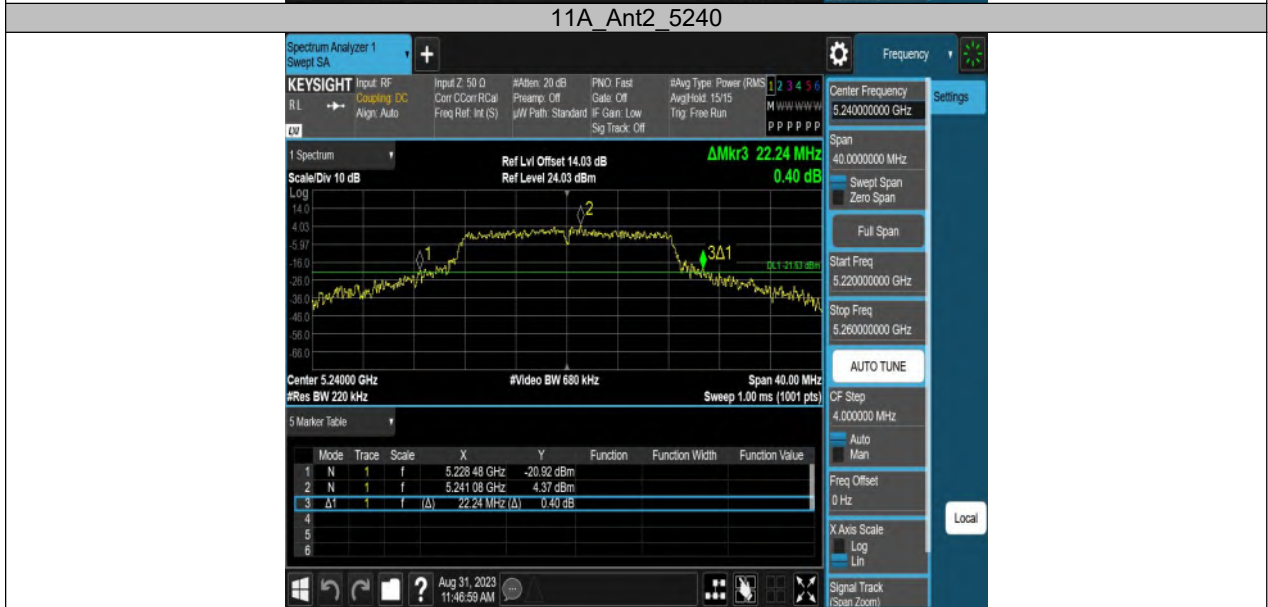 11A_Ant2_5240
Spectrum Analyzer 1
Swept SA
+
Frequency
KEYSIGHT Input: RF Input Z: 50 Ω #Atten: 20 dB PNO: Fast #Avg Type: Power (RMS 1 2 3 4 5 6
RL Coupling: DC Corr CCorr RCal Preamp: Off Gate: Off Avg|Hold: 15/15 M W W W W W
Align: Auto Freq Ref: Int (S) µW Path: Standard IF Gain: Low Trig: Free Run
Sig Track: Off P P P P P P
LXI
Center Frequency
5.240000000 GHz
Settings
Span
40.0000000 MHz
Swept Span
Zero Span
Full Span
Start Freq
5.220000000 GHz
Stop Freq
5.260000000 GHz
AUTO TUNE
CF Step
4.000000 MHz
Auto
Man
Freq Offset
0 Hz
X Axis Scale
Log
Lin
Signal Track
(Span Zoom)
Local
1 Spectrum
Ref Lvl Offset 14.03 dB
ΔMkr3 22.24 MHz
Scale/Div 10 dB
Ref Level 24.03 dBm
0.40 dB
Log
14.0
4.03
-5.97
-16.0
-26.0
-36.0
-46.0
-56.0
-66.0
1
2
3Δ1
DL1 -21.63 dBm
Center 5.24000 GHz #Video BW 680 kHz Span 40.00 MHz
#Res BW 220 kHz Sweep 1.00 ms (1001 pts)
5 Marker Table
Mode Trace Scale X Y Function Function Width Function Value
1 N 1 f 5.228 48 GHz -20.92 dBm
2 N 1 f 5.241 08 GHz 4.37 dBm
3 Δ1 1 f (Δ) 22.24 MHz (Δ) 0.40 dB
4
5
6
? Aug 31, 2023
11:46:59 AM